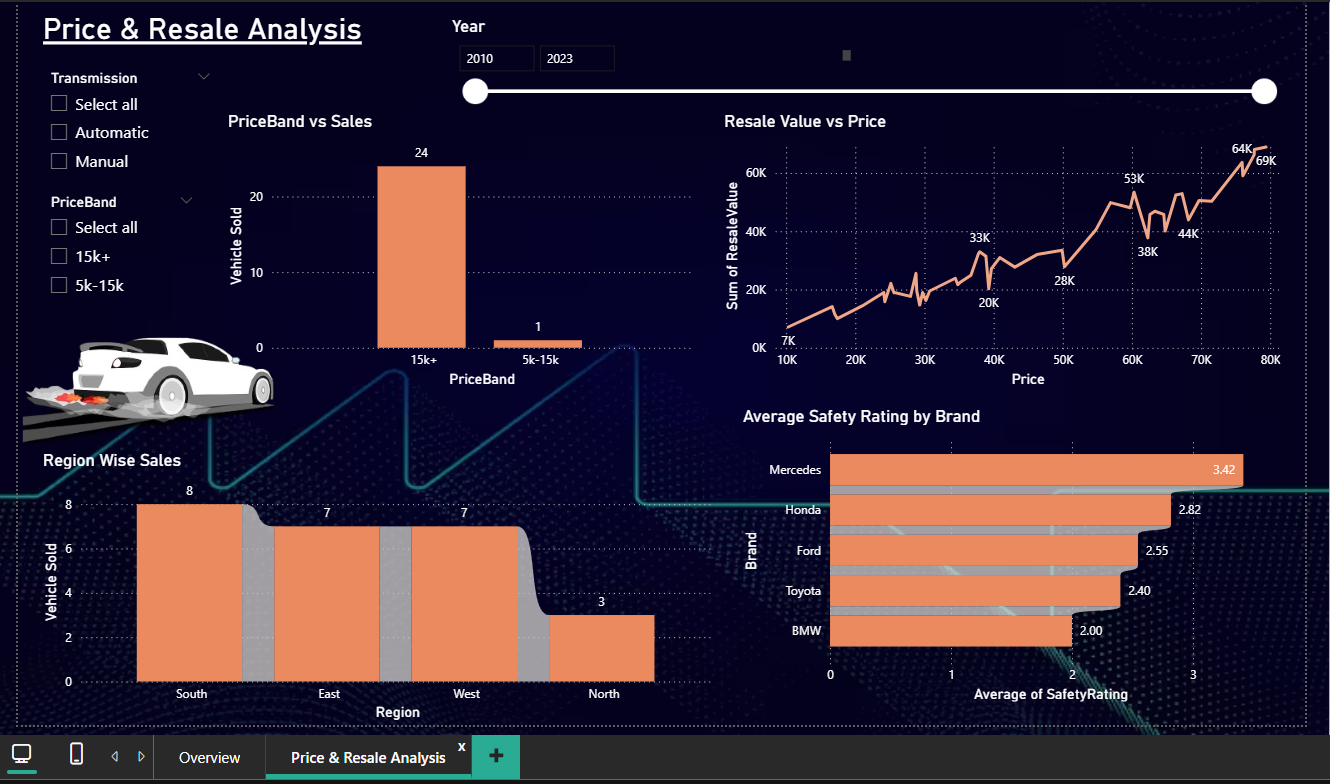 Price & Resale Analysis
Year
2010 2023
Transmission
Select all
Automatic
Manual
PriceBand
Select all
15k+
5k-15k
PriceBand vs Sales
24
20
10
0
1
15k+ 5k-15k
Vehicle Sold
PriceBand
Resale Value vs Price
60K
40K
20K
0K
Sum of ResaleValue
7K
33K
20K
28K
53K
38K
44K
64K
69K
10K 20K 30K 40K 50K 60K 70K 80K
Price
Region Wise Sales
8
6
4
2
0
Vehicle Sold
8
7
7
3
South East West North
Region
Average Safety Rating by Brand
Brand
Mercedes 3.42
Honda 2.82
Ford 2.55
Toyota 2.40
BMW 2.00
0 1 2 3
Average of SafetyRating
Overview
Price & Resale Analysis x
+